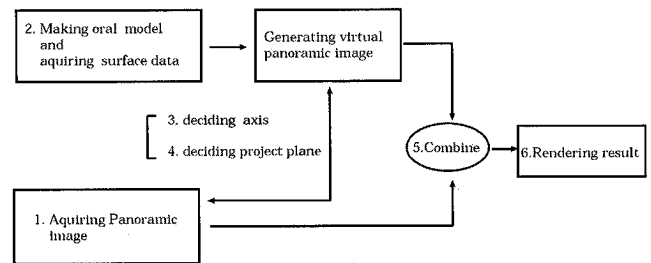 2. Making oral model
and
aquiring surface data
Generating virtual
panoramic image
3. deciding axis
4. deciding project plane
5.Combine
6.Rendering result
1. Aquiring Panoramic
Image